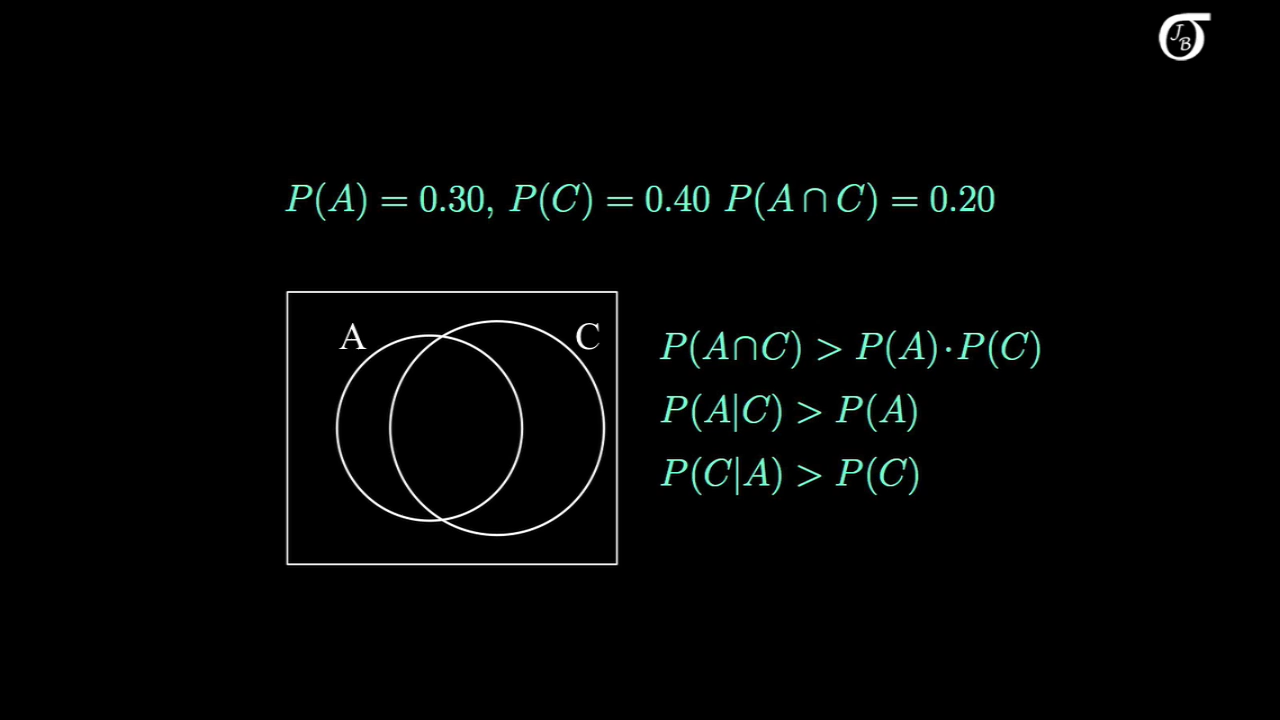 J
B
P(A) = 0.30, P(C) = 0.40 P(A ∩ C) = 0.20
A C
P(A∩C) > P(A)·P(C)
P(A|C) > P(A)
P(C|A) > P(C)